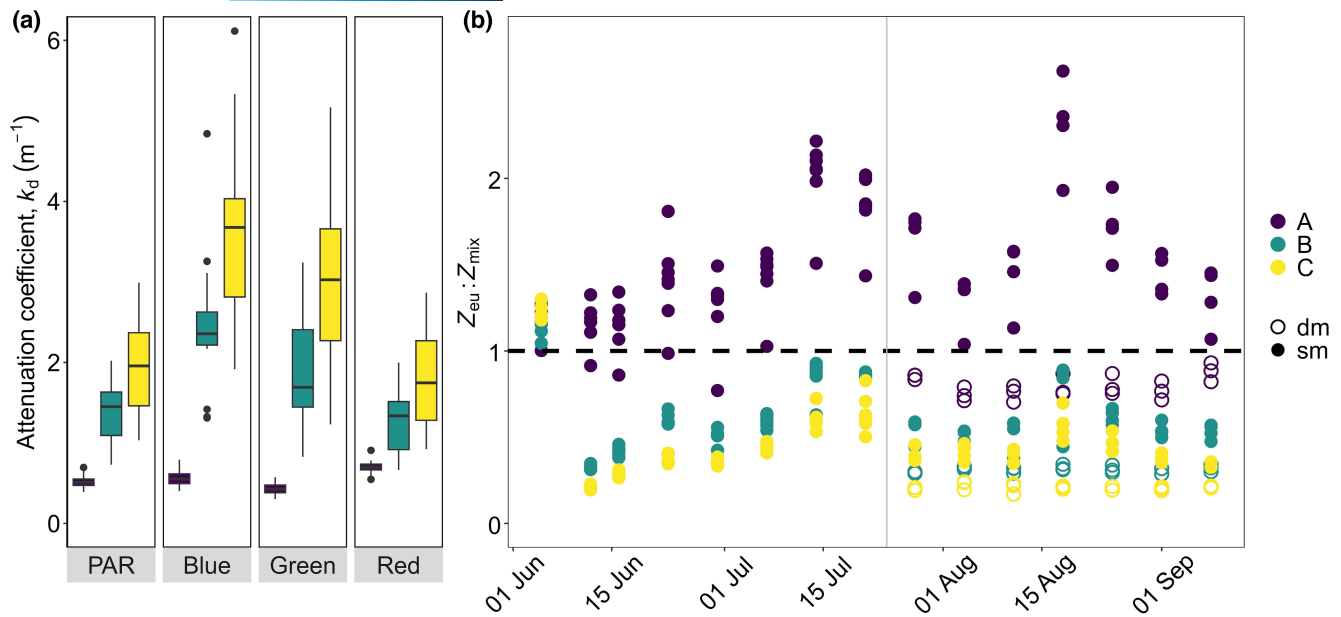 (a)
Attenuation coefficient, kd (m−1)
6
4
2
0
PAR Blue Green Red
(b)
Zeu : Zmix
2
1
0
01 Jun 15 Jun 01 Jul 15 Jul 01 Aug 15 Aug 01 Sep
A
B
C
dm
sm